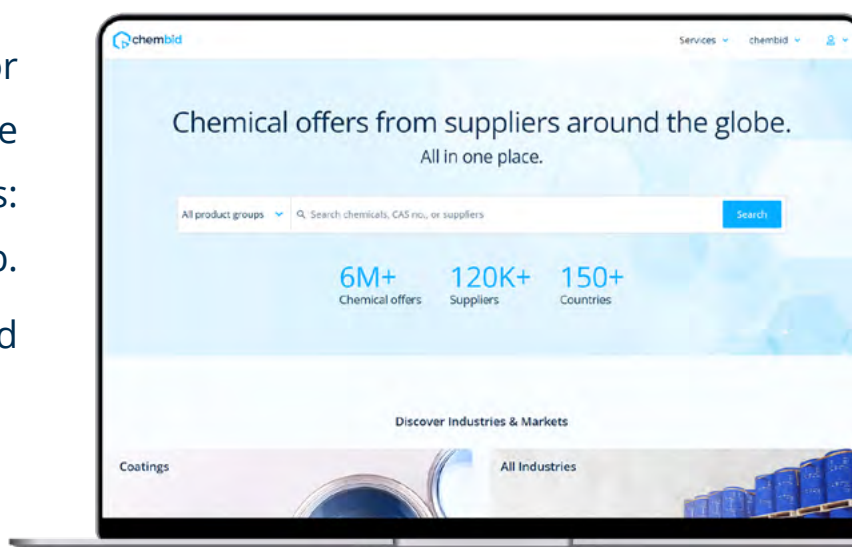 or
e
s:
o.
d
chembid
Services
chembid
Chemical offers from suppliers around the globe.
All in one place.
All product groups
Search chemicals, CAS no., or suppliers
Search
6M+
120K+
150+
Chemical offers
Suppliers
Countries
Discover Industries & Markets
Coatings
All Industries